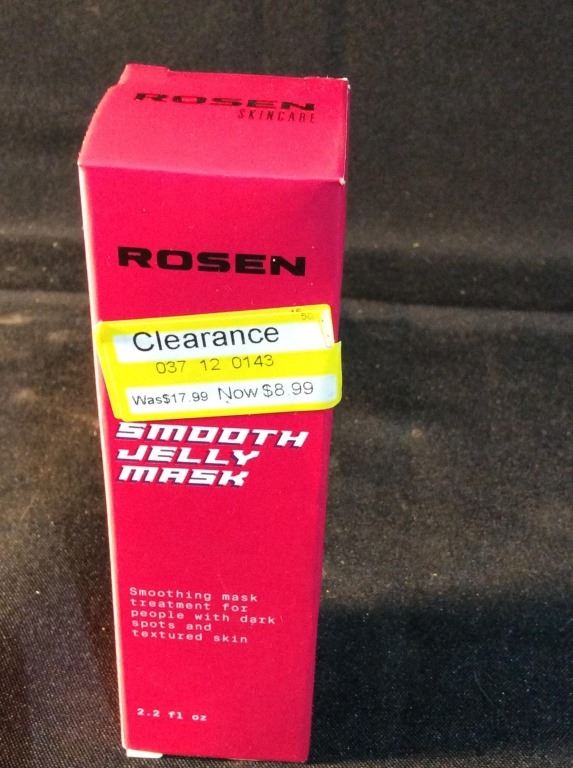 ROSEN
SKINCARE
ROSEN
50
Clearance
037 12 0143
Was$17.99 Now $8.99
SMOOTH
JELLY
MASK
Smoothing mask
treatment for
people with dark
spots and
textured skin
2.2 fl oz